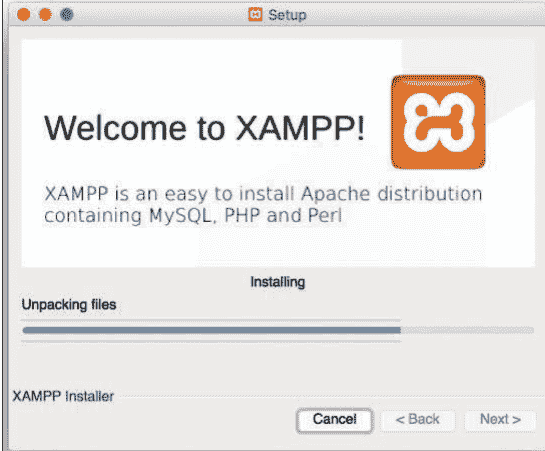 Setup
Welcome to XAMPP!
XAMPP is an easy to install Apache distribution
containing MySQL, PHP and Perl
Installing
Unpacking files
XAMPP Installer
Cancel
< Back
Next >